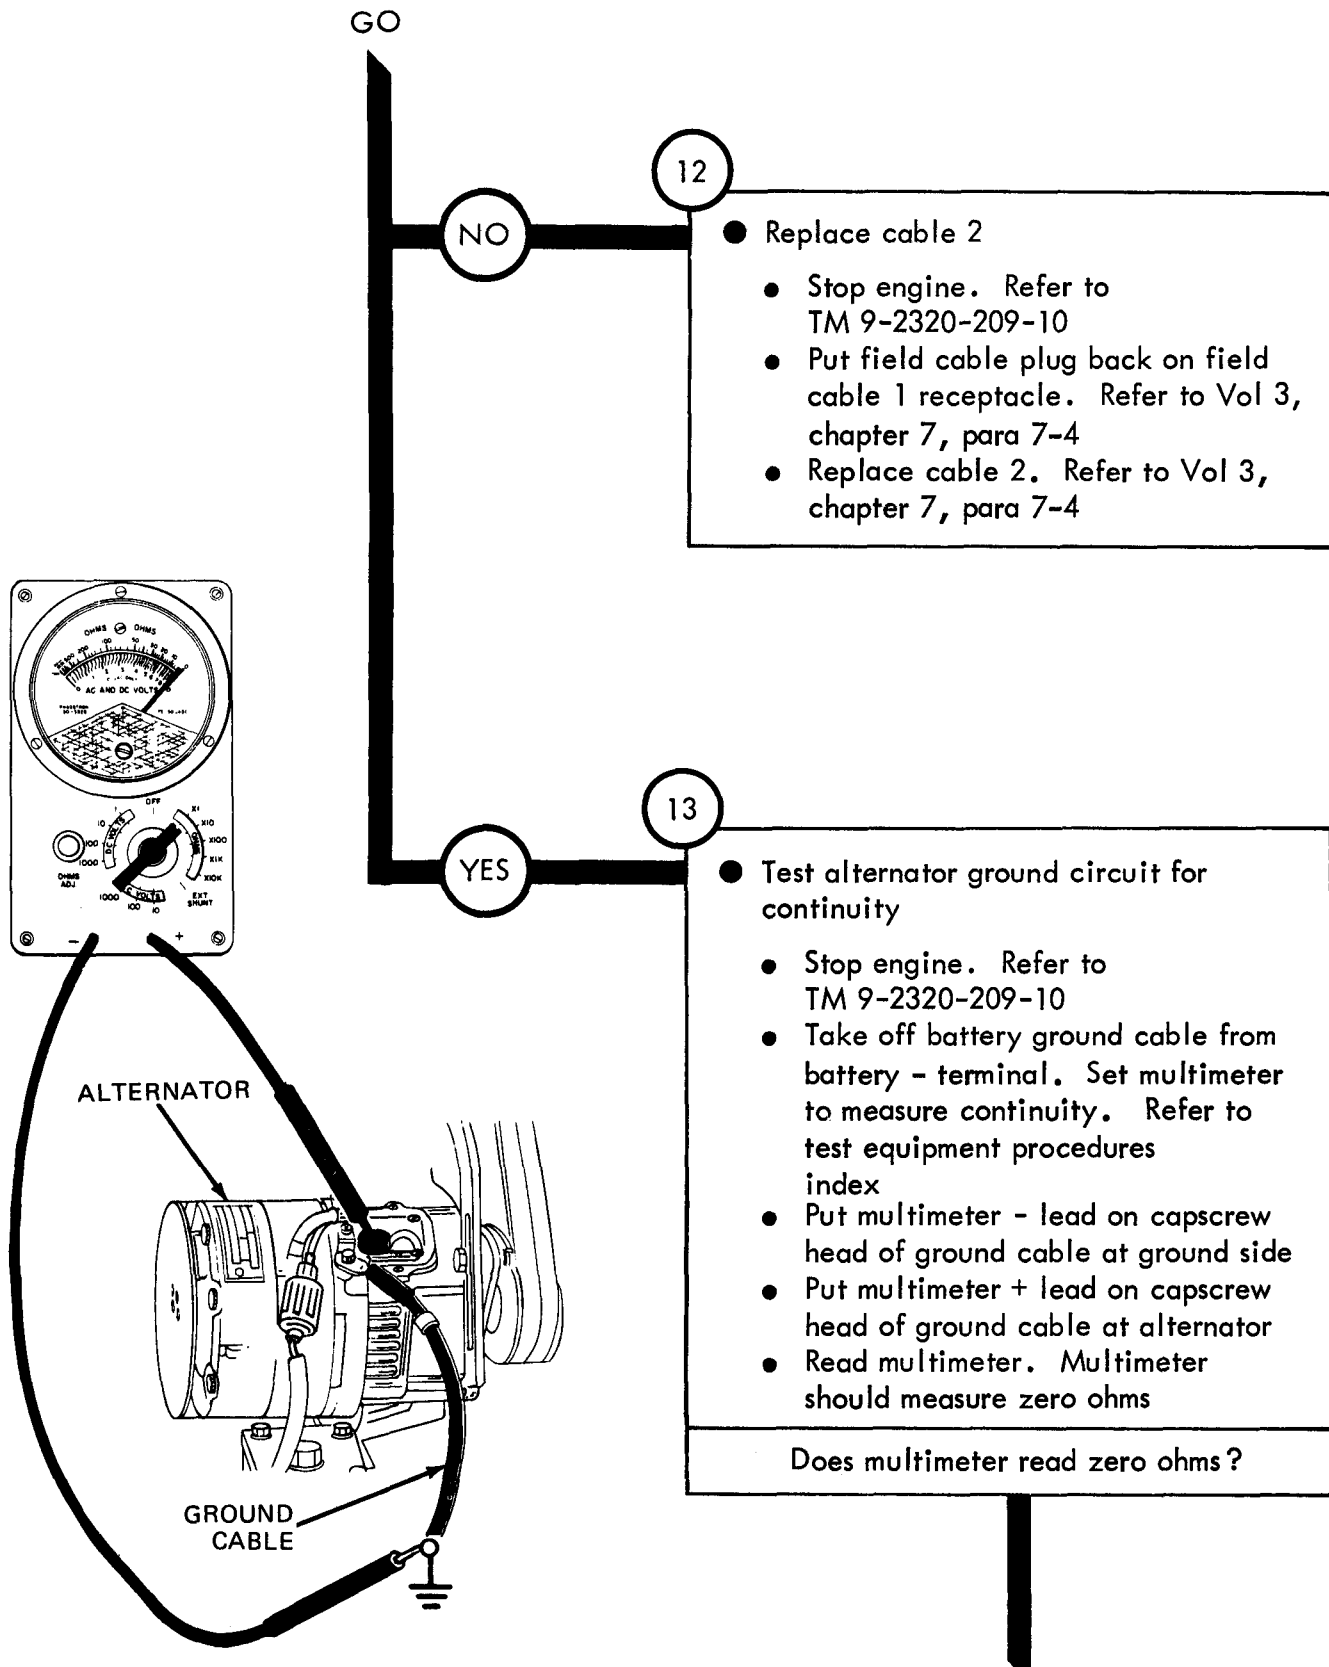 GO
12
NO
● Replace cable 2
● Stop engine. Refer to
TM 9-2320-209-10
● Put field cable plug back on field
cable 1 receptacle. Refer to Vol 3,
chapter 7, para 7-4
● Replace cable 2. Refer to Vol 3,
chapter 7, para 7-4
OHMS OHMS
AC AND DC VOLTS
OFF
1
10
100
1000
DC VOLTS
X1
X10
X100
X1K
X10K
OHMS
ADJ
1000
100
10
EXT
SHUNT
- +
13
YES
● Test alternator ground circuit for
continuity
● Stop engine. Refer to
TM 9-2320-209-10
● Take off battery ground cable from
battery - terminal. Set multimeter
to measure continuity. Refer to
test equipment procedures
index
● Put multimeter - lead on capscrew
head of ground cable at ground side
● Put multimeter + lead on capscrew
head of ground cable at alternator
● Read multimeter. Multimeter
should measure zero ohms
Does multimeter read zero ohms?
ALTERNATOR
GROUND
CABLE